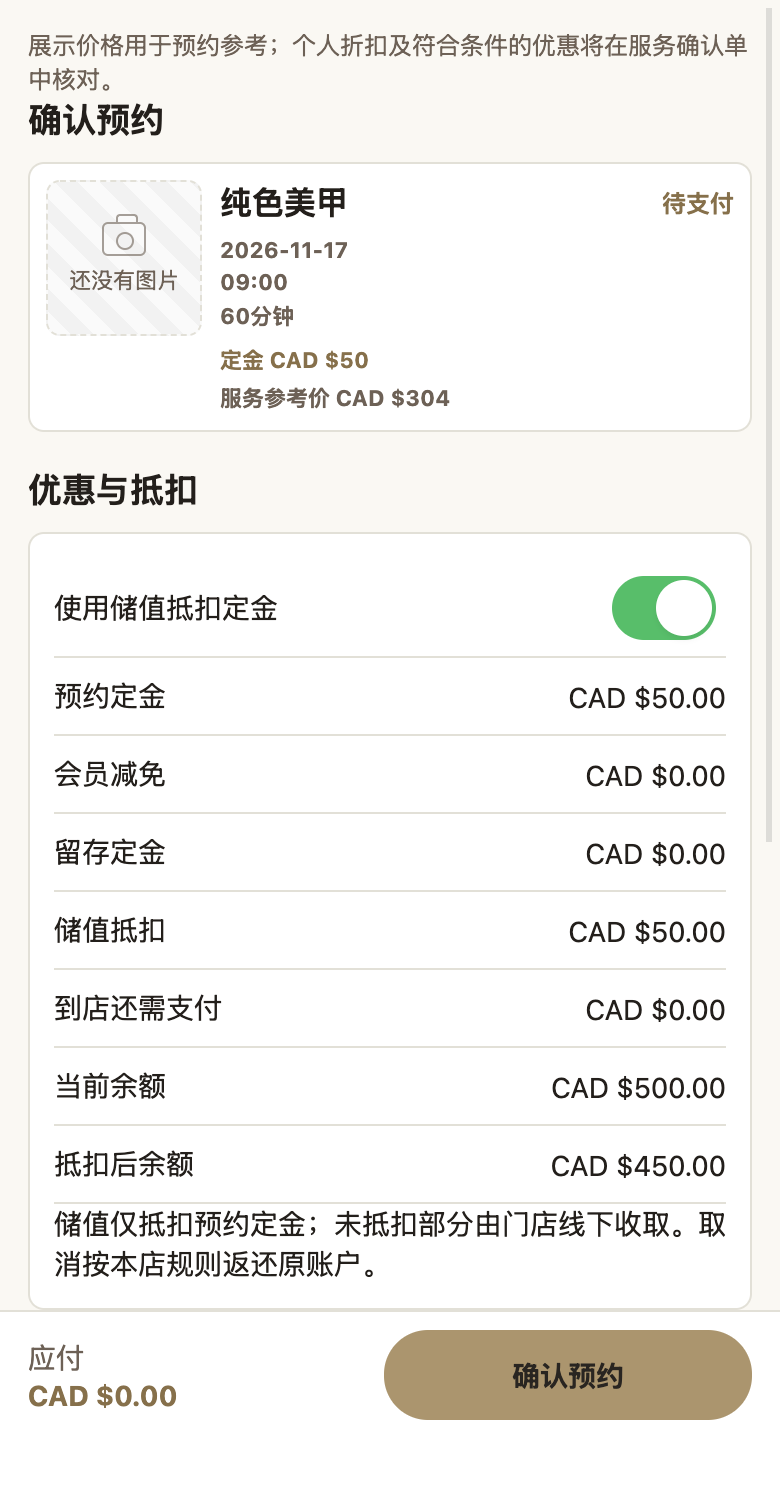 展示价格用于预约参考；个人折扣及符合条件的优惠将在服务确认单
中核对。
确认预约
还没有图片
纯色美甲
待支付
2026-11-17
09:00
60分钟
定金 CAD $50
服务参考价 CAD $304
优惠与抵扣
使用储值抵扣定金
预约定金 CAD $50.00
会员减免 CAD $0.00
留存定金 CAD $0.00
储值抵扣 CAD $50.00
到店还需支付 CAD $0.00
当前余额 CAD $500.00
抵扣后余额 CAD $450.00
储值仅抵扣预约定金；未抵扣部分由门店线下收取。取
消按本店规则返还原账户。
应付
CAD $0.00
确认预约